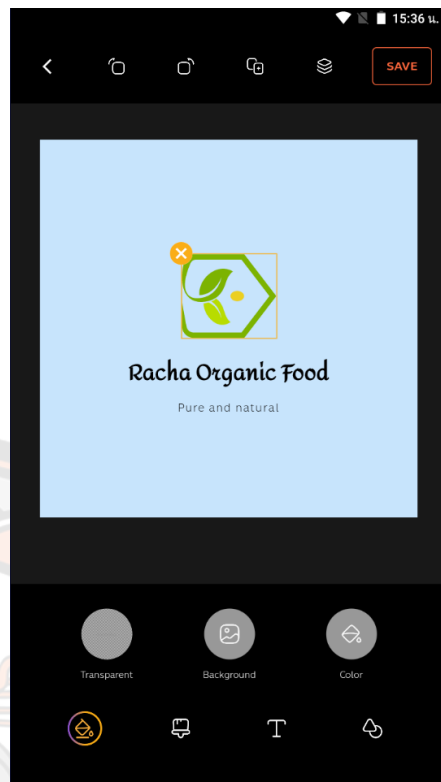 15:36 น.
SAVE
Racha Organic Food
Pure and natural
Transparent
Background
Color